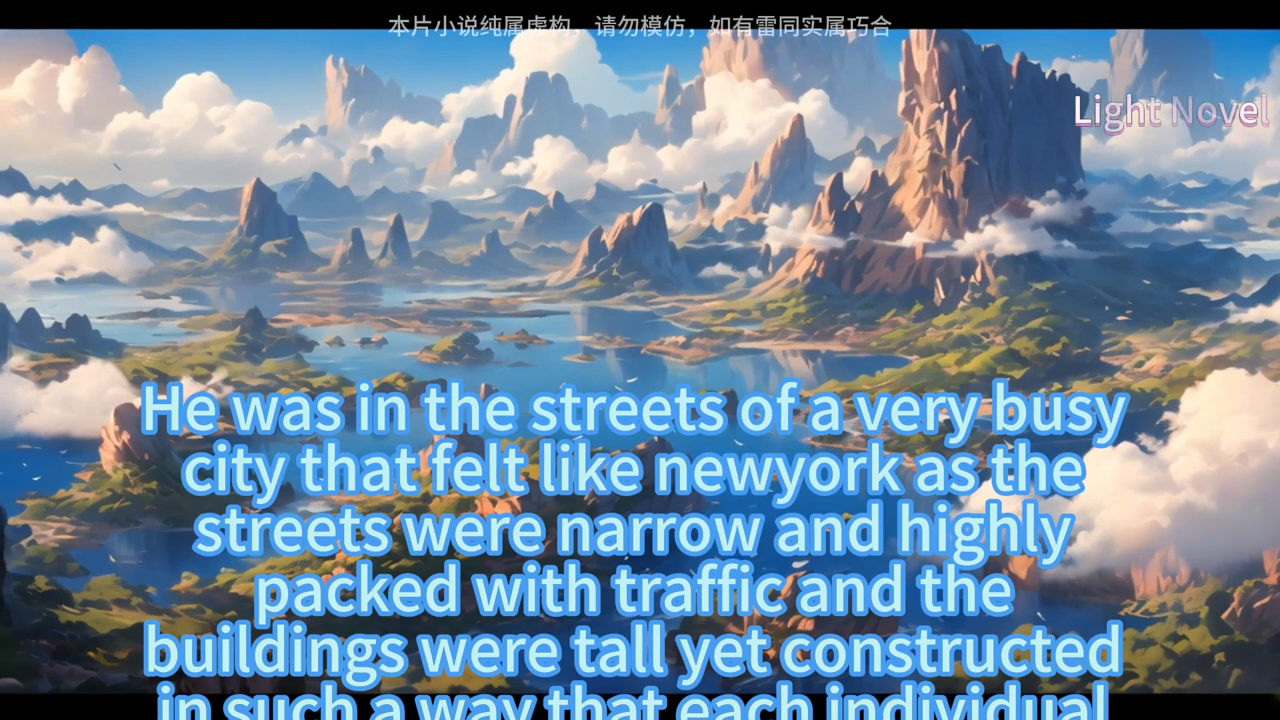 本片小说纯属虚构，请勿模仿，如有雷同实属巧合
Light Novel
He was in the streets of a very busy
city that felt like newyork as the
streets were narrow and highly
packed with traffic and the
buildings were tall yet constructed
in such a way that each individual